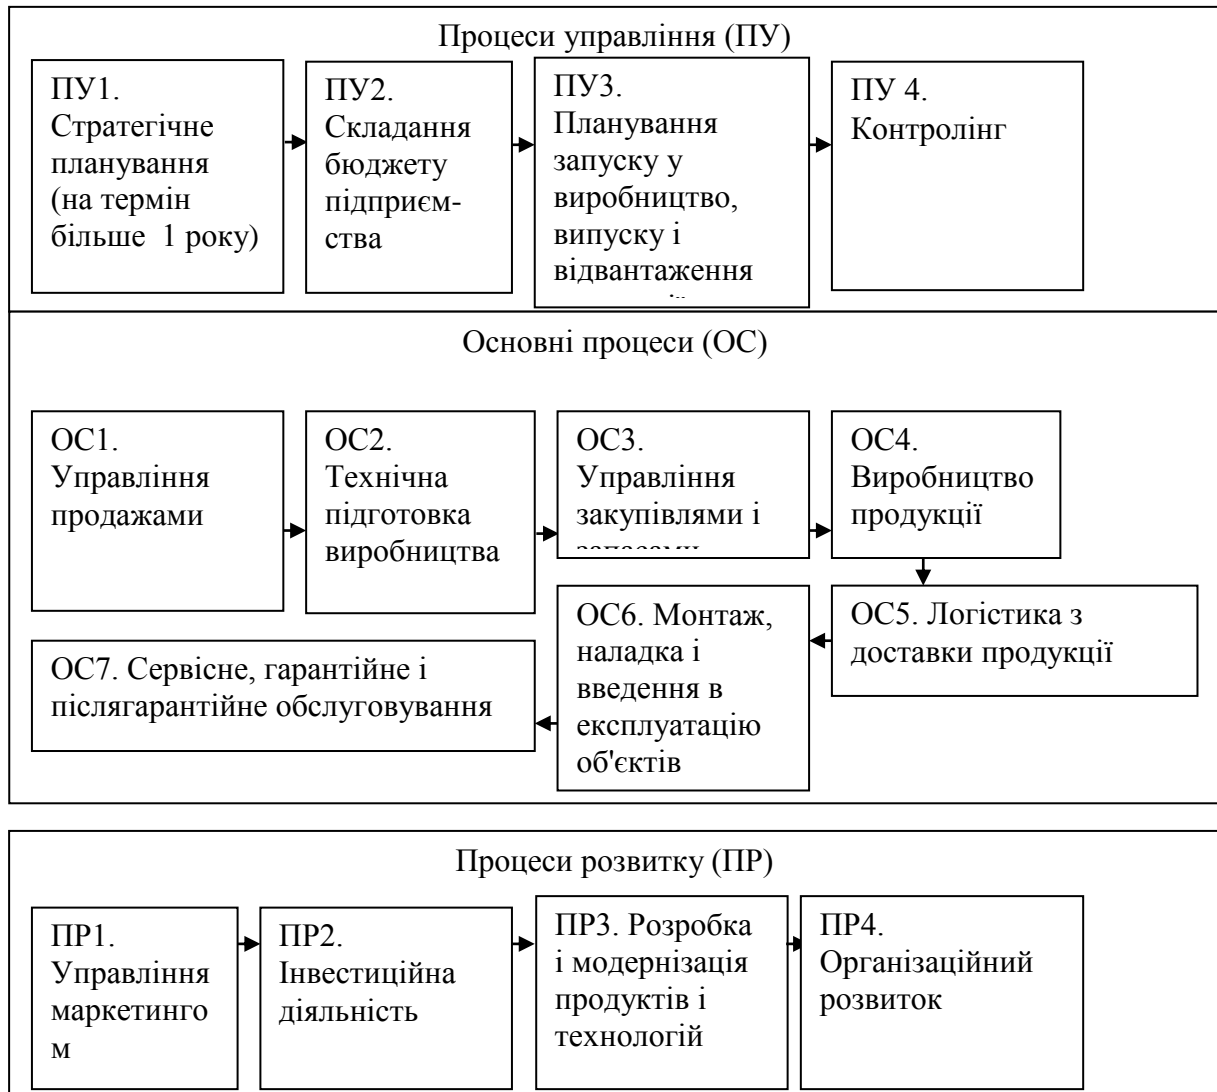 Процеси управління (ПУ)
ПУ1.
Стратегічне
планування
(на термін
більше 1 року)
ПУ2.
Складання
бюджету
підприєм-
ства
ПУ3.
Планування
запуску у
виробництво,
випуску і
відвантаження
ПУ 4.
Контролінг
Основні процеси (ОС)
ОС1.
Управління
продажами
ОС2.
Технічна
підготовка
виробництва
ОС3.
Управління
закупівлями і
запасами
ОС4.
Виробництво
продукції
ОС5. Логістика з
доставки продукції
ОС6. Монтаж,
наладка і
введення в
експлуатацію
об'єктів
ОС7. Сервісне, гарантійне і
післягарантійне обслуговування
Процеси розвитку (ПР)
ПР1.
Управління
маркетинго
м
ПР2.
Інвестиційна
діяльність
ПР3. Розробка
і модернізація
продуктів і
технологій
ПР4.
Організаційний
розвиток